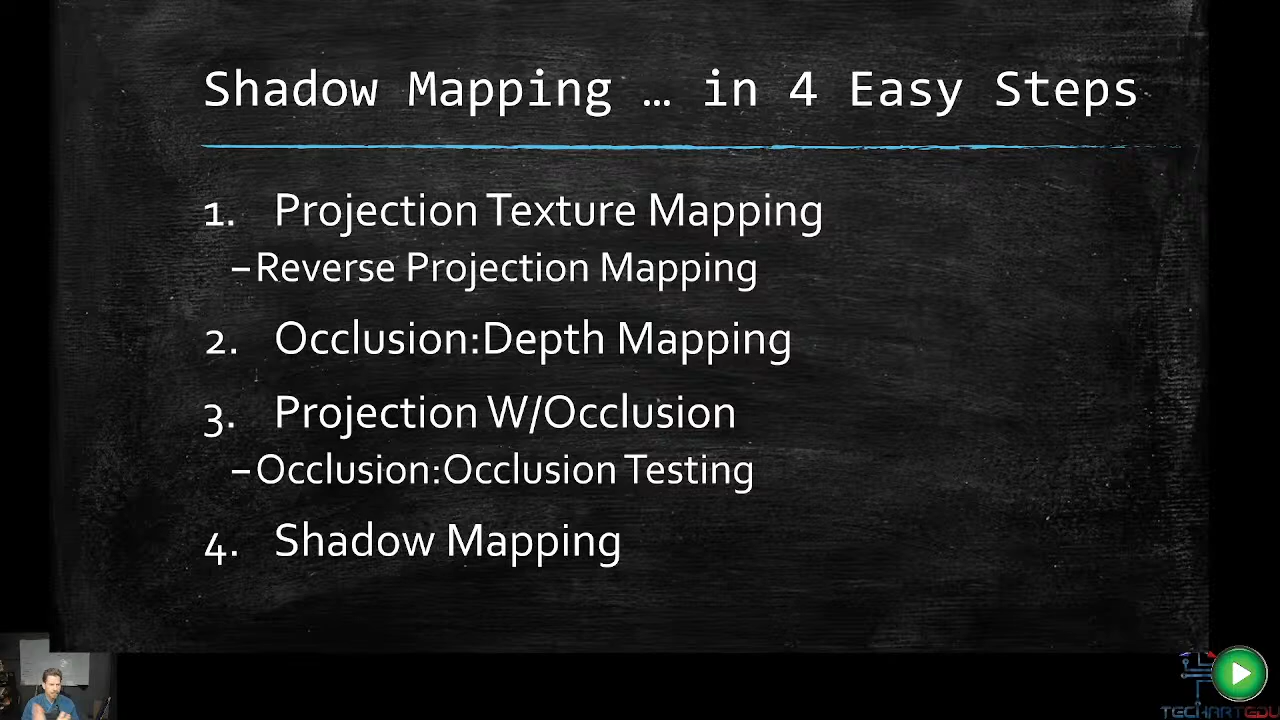 Shadow Mapping … in 4 Easy Steps
1. Projection Texture Mapping
–Reverse Projection Mapping
2. Occlusion:Depth Mapping
3. Projection W/Occlusion
–Occlusion:Occlusion Testing
4. Shadow Mapping
TECHARTEDU